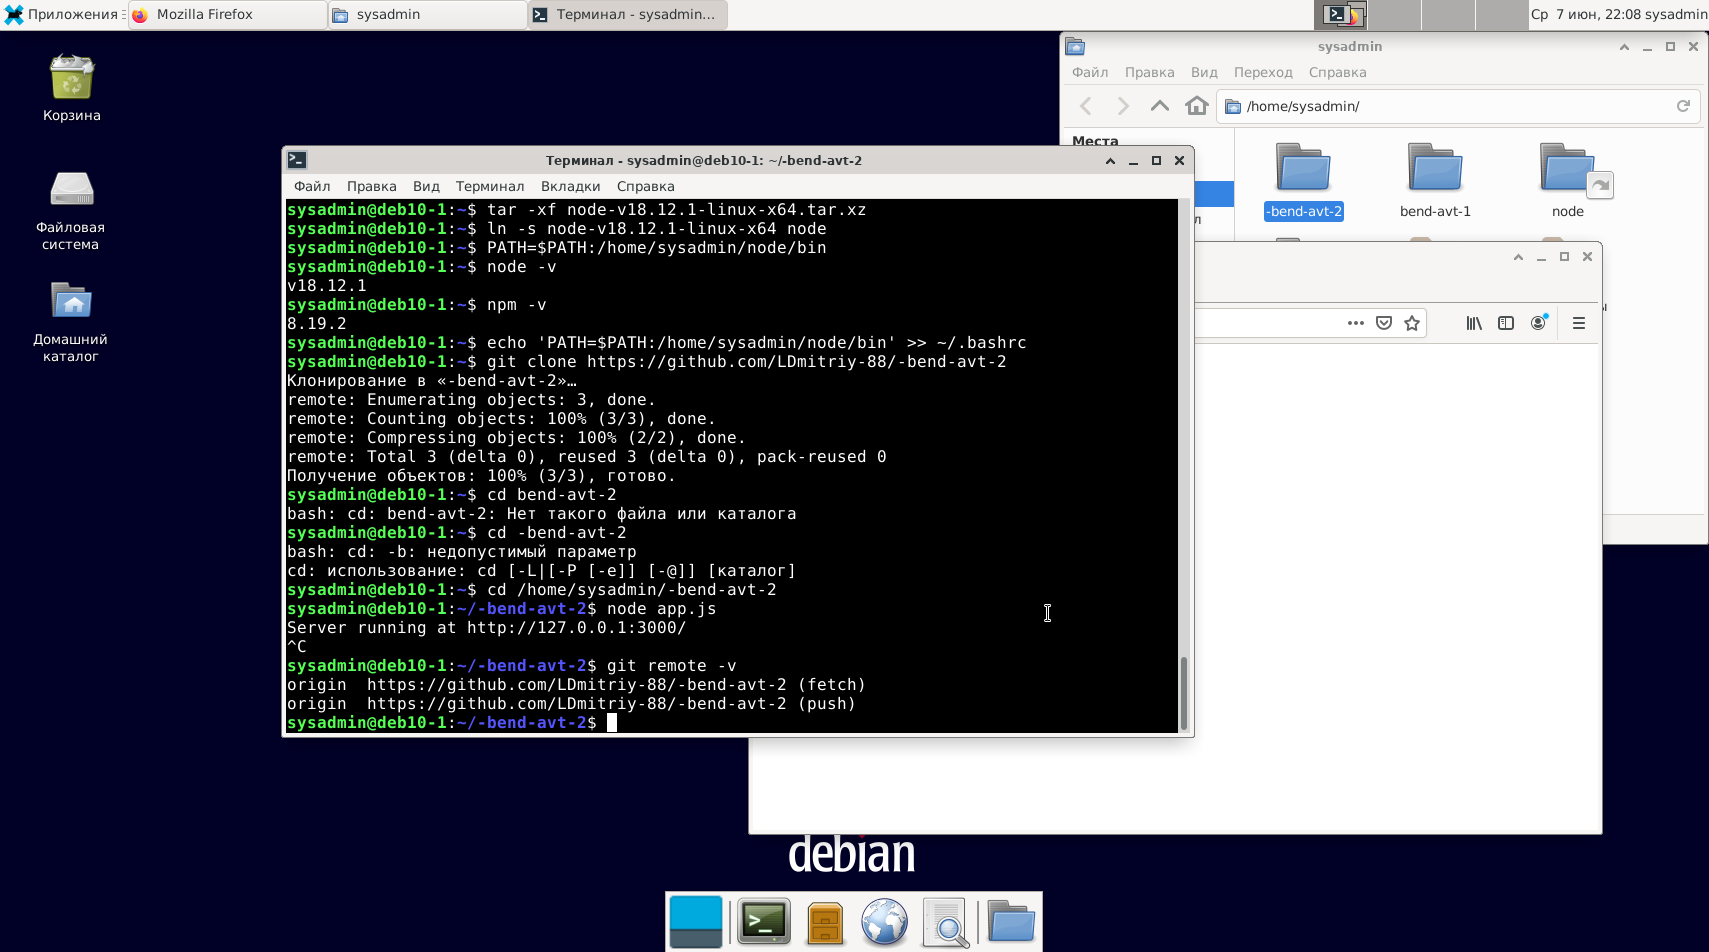 Приложения
Mozilla Firefox
sysadmin
Терминал - sysadmin...
Ср 7 июн, 22:08 sysadmin
Корзина
Файловая
система
Домашний
каталог
sysadmin
Файл Правка Вид Переход Справка
/home/sysadmin/
Места
-bend-avt-2
bend-avt-1
node
Терминал - sysadmin@deb10-1: ~/-bend-avt-2
Файл Правка Вид Терминал Вкладки Справка
sysadmin@deb10-1:~$ tar -xf node-v18.12.1-linux-x64.tar.xz
sysadmin@deb10-1:~$ ln -s node-v18.12.1-linux-x64 node
sysadmin@deb10-1:~$ PATH=$PATH:/home/sysadmin/node/bin
sysadmin@deb10-1:~$ node -v
v18.12.1
sysadmin@deb10-1:~$ npm -v
8.19.2
sysadmin@deb10-1:~$ echo 'PATH=$PATH:/home/sysadmin/node/bin' >> ~/.bashrc
sysadmin@deb10-1:~$ git clone https://github.com/LDmitriy-88/-bend-avt-2
Клонирование в «-bend-avt-2»…
remote: Enumerating objects: 3, done.
remote: Counting objects: 100% (3/3), done.
remote: Compressing objects: 100% (2/2), done.
remote: Total 3 (delta 0), reused 3 (delta 0), pack-reused 0
Получение объектов: 100% (3/3), готово.
sysadmin@deb10-1:~$ cd bend-avt-2
bash: cd: bend-avt-2: Нет такого файла или каталога
sysadmin@deb10-1:~$ cd -bend-avt-2
bash: cd: -b: недопустимый параметр
cd: использование: cd [-L|[-P [-e]] [-@]] [каталог]
sysadmin@deb10-1:~$ cd /home/sysadmin/-bend-avt-2
sysadmin@deb10-1:~/-bend-avt-2$ node app.js
Server running at http://127.0.0.1:3000/
^C
sysadmin@deb10-1:~/-bend-avt-2$ git remote -v
origin  https://github.com/LDmitriy-88/-bend-avt-2 (fetch)
origin  https://github.com/LDmitriy-88/-bend-avt-2 (push)
sysadmin@deb10-1:~/-bend-avt-2$
debian